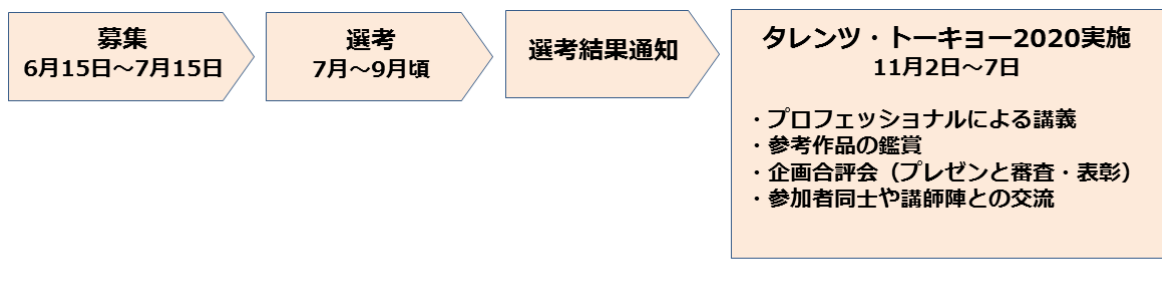 募集
6月15日～7月15日
選考
7月～9月頃
選考結果通知
タレンツ・トーキョー2020実施
11月2日～7日
・プロフェッショナルによる講義
・参考作品の鑑賞
・企画合評会（プレゼンと審査・表彰）
・参加者同士や講師陣との交流